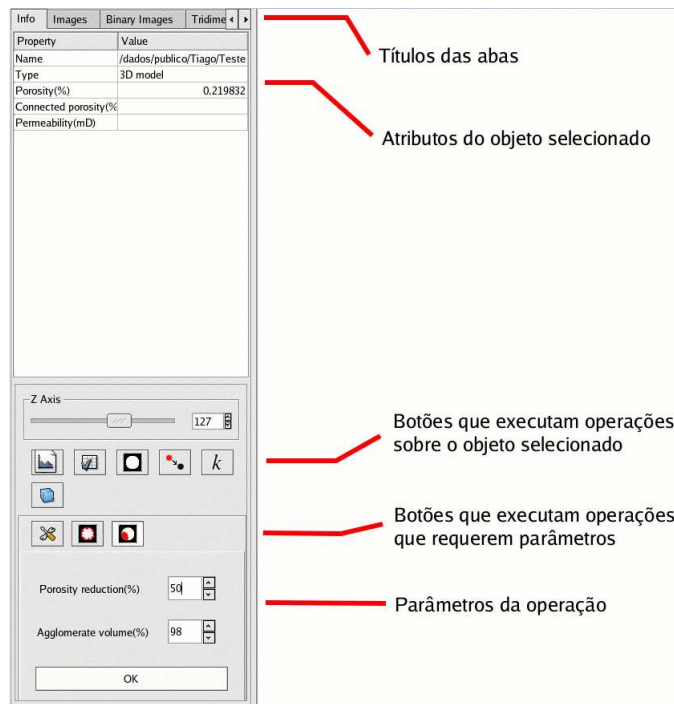 Info Images Binary Images Tridime
Property Value
Name /dados/publico/Tiago/Teste
Type 3D model
Porosity(%) 0.219832
Connected porosity(%
Permeability(mD)
Z Axis
127
k
Porosity reduction(%) 50
Agglomerate volume(%) 98
OK
Títulos das abas
Atributos do objeto selecionado
Botões que executam operações
sobre o objeto selecionado
Botões que executam operações
que requerem parâmetros
Parâmetros da operação